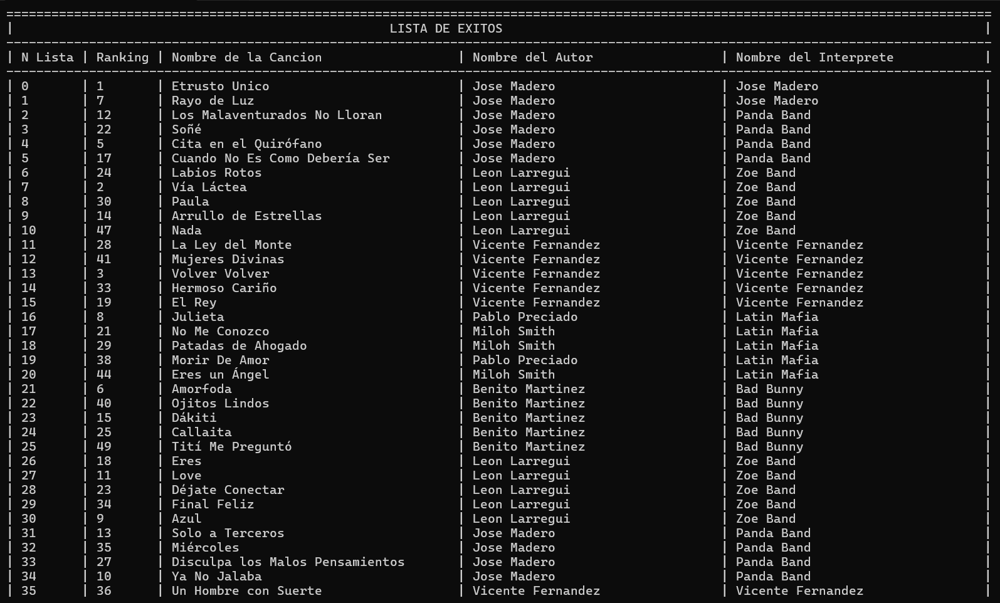 LISTA DE EXITOS
| N Lista | Ranking | Nombre de la Cancion | Nombre del Autor | Nombre del Interprete |
| 0 | 1 | Etrusto Unico | Jose Madero | Jose Madero |
| 1 | 7 | Rayo de Luz | Jose Madero | Jose Madero |
| 2 | 12 | Los Malaventurados No Lloran | Jose Madero | Panda Band |
| 3 | 22 | Soñé | Jose Madero | Panda Band |
| 4 | 5 | Cita en el Quirófano | Jose Madero | Panda Band |
| 5 | 17 | Cuando No Es Como Debería Ser | Jose Madero | Panda Band |
| 6 | 24 | Labios Rotos | Leon Larregui | Zoe Band |
| 7 | 2 | Vía Láctea | Leon Larregui | Zoe Band |
| 8 | 30 | Paula | Leon Larregui | Zoe Band |
| 9 | 14 | Arrullo de Estrellas | Leon Larregui | Zoe Band |
| 10 | 47 | Nada | Leon Larregui | Zoe Band |
| 11 | 28 | La Ley del Monte | Vicente Fernandez | Vicente Fernandez |
| 12 | 41 | Mujeres Divinas | Vicente Fernandez | Vicente Fernandez |
| 13 | 3 | Volver Volver | Vicente Fernandez | Vicente Fernandez |
| 14 | 33 | Hermoso Cariño | Vicente Fernandez | Vicente Fernandez |
| 15 | 19 | El Rey | Vicente Fernandez | Vicente Fernandez |
| 16 | 8 | Julieta | Pablo Preciado | Latin Mafia |
| 17 | 21 | No Me Conozco | Miloh Smith | Latin Mafia |
| 18 | 29 | Patadas de Ahogado | Miloh Smith | Latin Mafia |
| 19 | 38 | Morir De Amor | Pablo Preciado | Latin Mafia |
| 20 | 44 | Eres un Ángel | Miloh Smith | Latin Mafia |
| 21 | 6 | Amorfoda | Benito Martinez | Bad Bunny |
| 22 | 40 | Ojitos Lindos | Benito Martinez | Bad Bunny |
| 23 | 15 | Dákiti | Benito Martinez | Bad Bunny |
| 24 | 25 | Callaita | Benito Martinez | Bad Bunny |
| 25 | 49 | Tití Me Preguntó | Benito Martinez | Bad Bunny |
| 26 | 18 | Eres | Leon Larregui | Zoe Band |
| 27 | 11 | Love | Leon Larregui | Zoe Band |
| 28 | 23 | Déjate Conectar | Leon Larregui | Zoe Band |
| 29 | 34 | Final Feliz | Leon Larregui | Zoe Band |
| 30 | 9 | Azul | Leon Larregui | Zoe Band |
| 31 | 13 | Solo a Terceros | Jose Madero | Panda Band |
| 32 | 35 | Miércoles | Jose Madero | Panda Band |
| 33 | 27 | Disculpa los Malos Pensamientos | Jose Madero | Panda Band |
| 34 | 10 | Ya No Jalaba | Jose Madero | Panda Band |
| 35 | 36 | Un Hombre con Suerte | Vicente Fernandez | Vicente Fernandez |